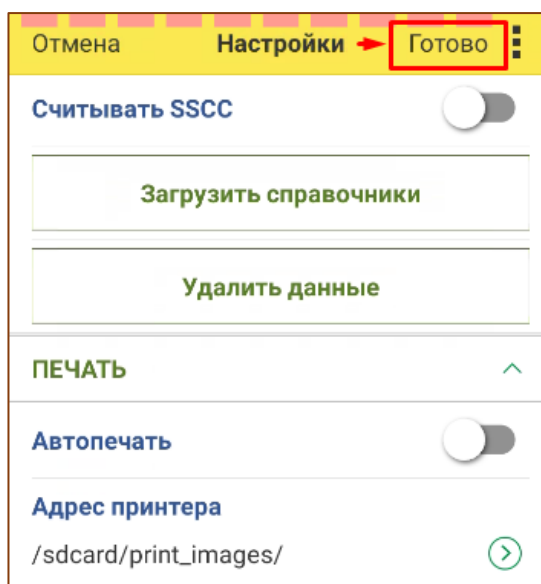 Отмена Настройки Готово
Считывать SSCC
Загрузить справочники
Удалить данные
ПЕЧАТЬ
Автопечать
Адрес принтера
/sdcard/print_images/